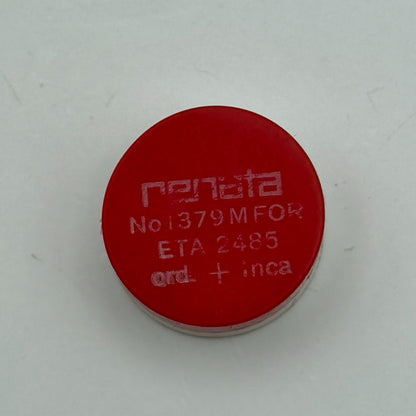 renata
No 1379 M FOR
ETA 2485
ord. + inca